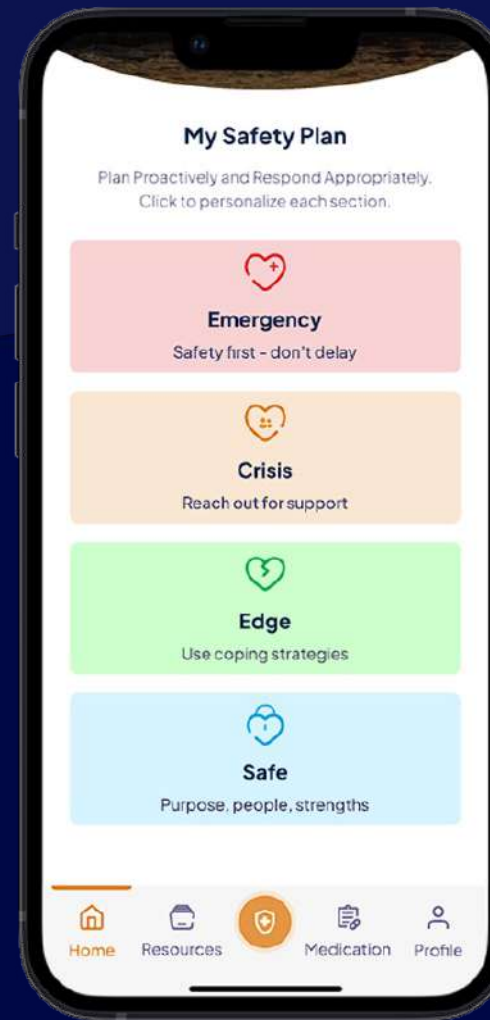 My Safety Plan
Plan Proactively and Respond Appropriately.
Click to personalize each section.
Emergency
Safety first - don't delay
Crisis
Reach out for support
Edge
Use coping strategies
Safe
Purpose, people, strengths
Home Resources Medication Profile